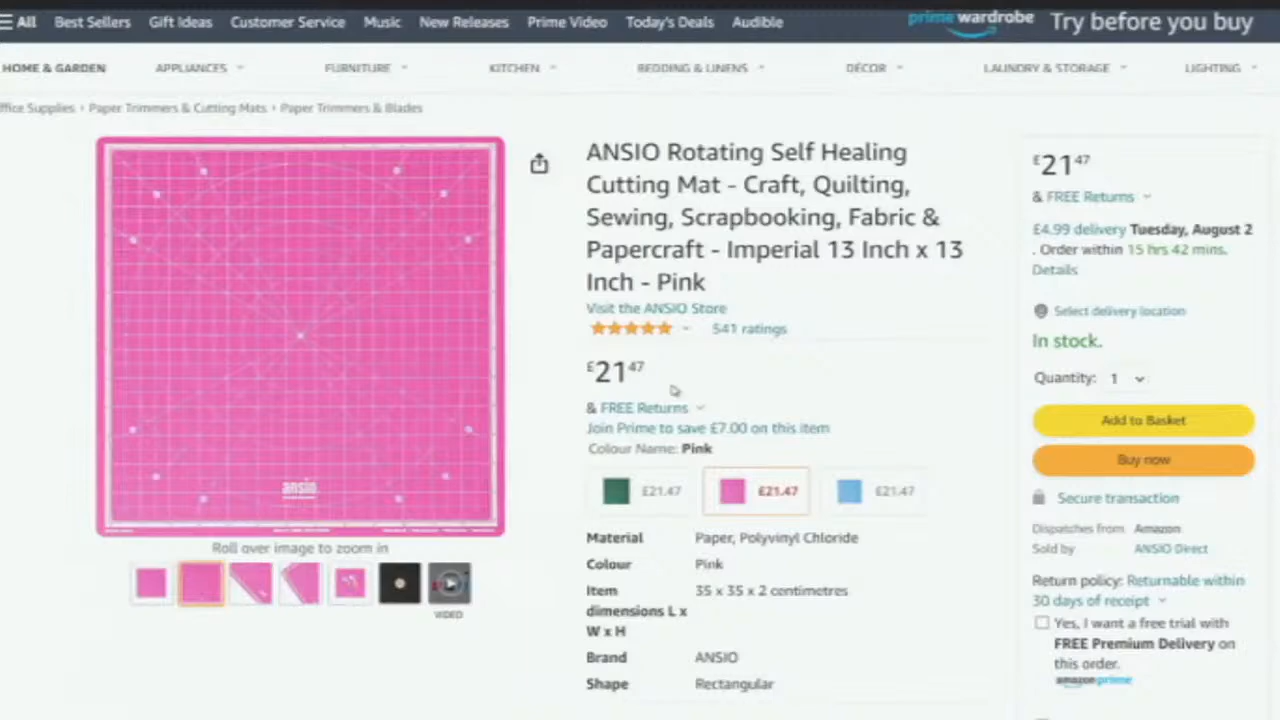 All Best Sellers Gift Ideas Customer Service Music New Releases Prime Video Today's Deals Audible prime wardrobe Try before you buy
HOME & GARDEN APPLIANCES FURNITURE KITCHEN BEDDING & LINENS DÉCOR LAUNDRY & STORAGE LIGHTING
ffice Supplies › Paper Trimmers & Cutting Mats › Paper Trimmers & Blades
ansio
Roll over image to zoom in
VIDEO
ANSIO Rotating Self Healing
Cutting Mat - Craft, Quilting,
Sewing, Scrapbooking, Fabric &
Papercraft - Imperial 13 Inch x 13
Inch - Pink
Visit the ANSIO Store
541 ratings
£21⁴⁷
& FREE Returns
Join Prime to save £7.00 on this item
Colour Name: Pink
£21.47 £21.47 £21.47
Material Paper, Polyvinyl Chloride
Colour Pink
Item 35 x 35 x 2 centimetres
dimensions L x
W x H
Brand ANSIO
Shape Rectangular
£21⁴⁷
& FREE Returns
£4.99 delivery Tuesday, August 2
. Order within 15 hrs 42 mins.
Details
Select delivery location
In stock.
Quantity: 1
Add to Basket
Buy now
Secure transaction
Dispatches from Amazon
Sold by ANSIO Direct
Return policy: Returnable within
30 days of receipt
Yes, I want a free trial with
FREE Premium Delivery on
this order.
amazonprime